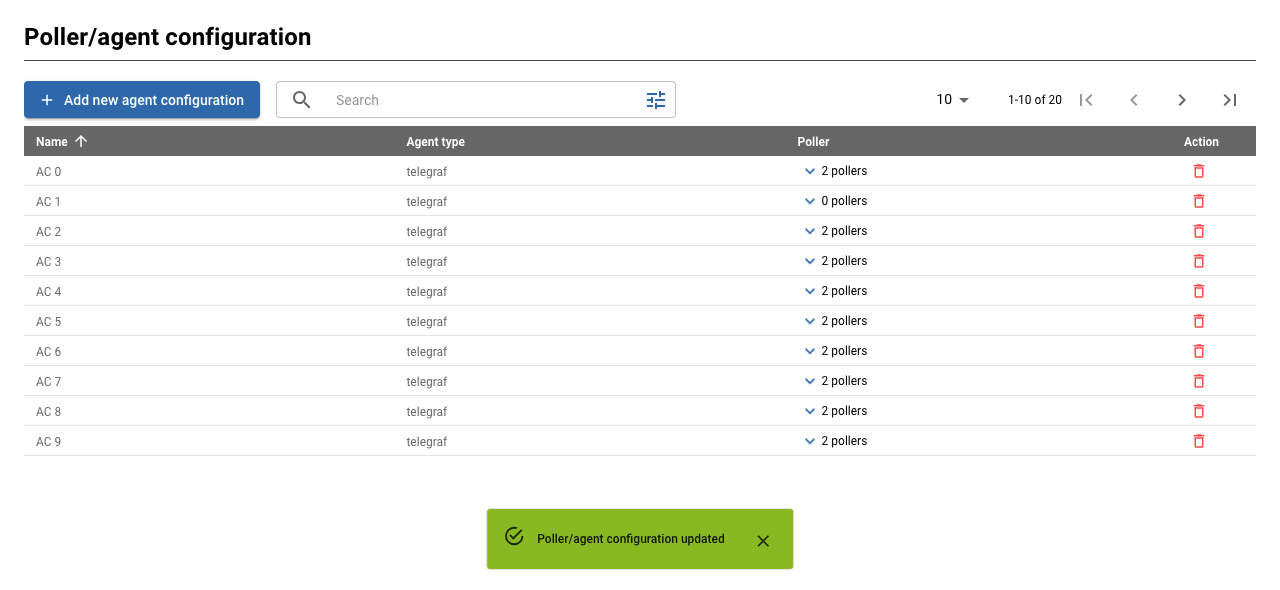 Poller/agent configuration
Add new agent configuration
Search
10
1-10 of 20
Name Agent type Poller Action
AC 0 telegraf 2 pollers
AC 1 telegraf 0 pollers
AC 2 telegraf 2 pollers
AC 3 telegraf 2 pollers
AC 4 telegraf 2 pollers
AC 5 telegraf 2 pollers
AC 6 telegraf 2 pollers
AC 7 telegraf 2 pollers
AC 8 telegraf 2 pollers
AC 9 telegraf 2 pollers
Poller/agent configuration updated